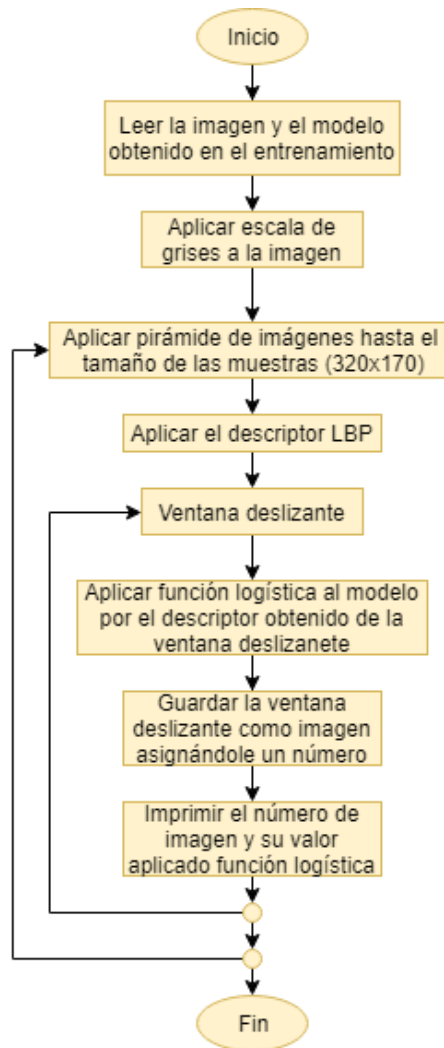 Inicio
Leer la imagen y el modelo
obtenido en el entrenamiento
Aplicar escala de
grises a la imagen
Aplicar pirámide de imágenes hasta el
tamaño de las muestras (320x170)
Aplicar el descriptor LBP
Ventana deslizante
Aplicar función logística al modelo
por el descriptor obtenido de la
ventana deslizanete
Guardar la ventana
deslizante como imagen
asignándole un número
Imprimir el número de
imagen y su valor
aplicado función logística
Fin